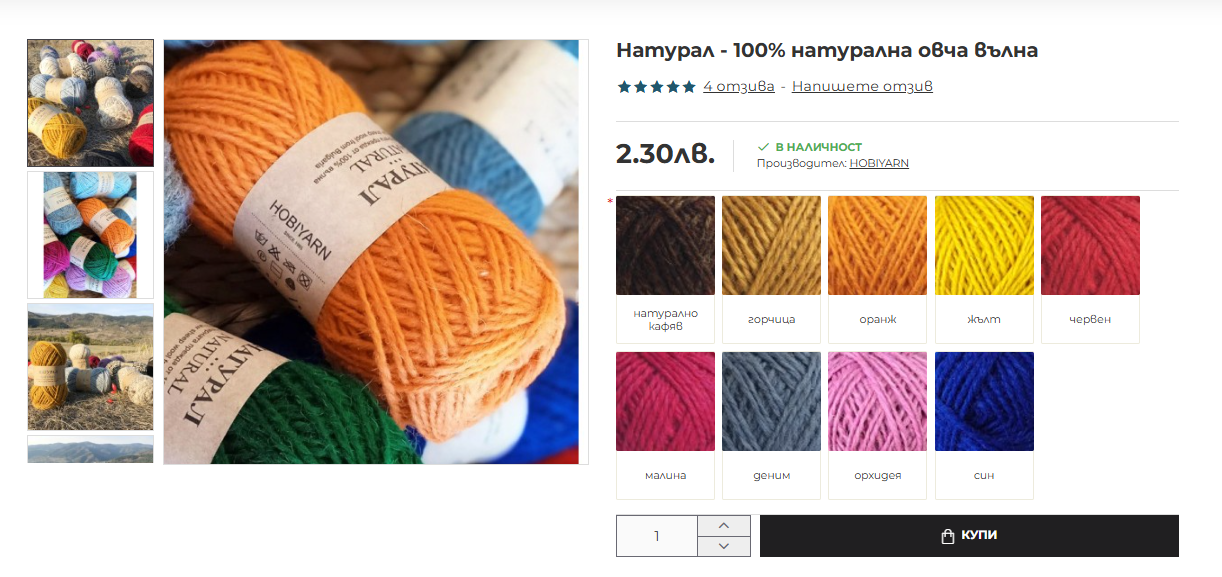 Натурал - 100% натурална овча вълна
4 отзива - Напишете отзив
2.30лв.
В НАЛИЧНОСТ
Производител: HOBIYARN
*
натурално
кафяв
горчица
оранж
жълт
червен
малина
деним
орхидея
син
1
КУПИ
НАТУРАЛ
NATURAL
HOBIYARN
НАТУРАЛ
NATURAL